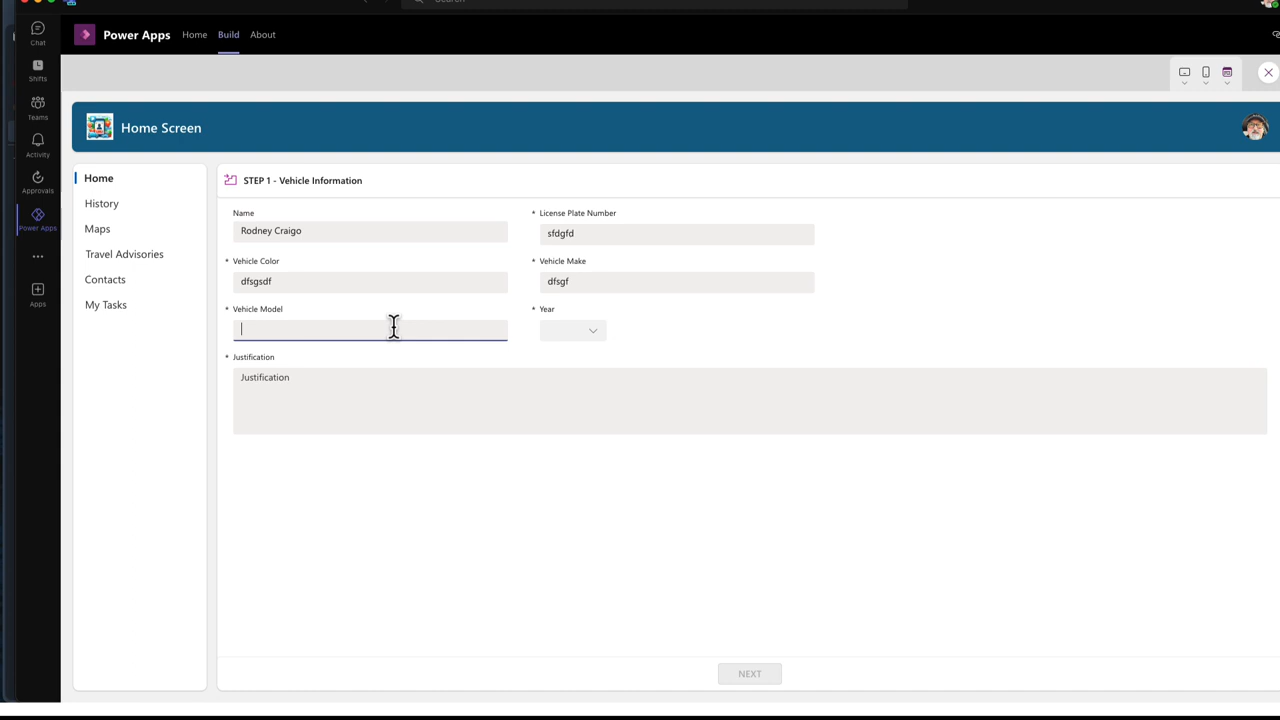 Search
Power Apps
Home
Build
About
Chat
Shifts
Teams
Activity
Approvals
Power Apps
Apps
Home Screen
Home
History
Maps
Travel Advisories
Contacts
My Tasks
STEP 1 - Vehicle Information
Name
* License Plate Number
Rodney Craigo
sfdgfd
* Vehicle Color
* Vehicle Make
dfsgsdf
dfsgf
* Vehicle Model
* Year
* Justification
Justification
NEXT